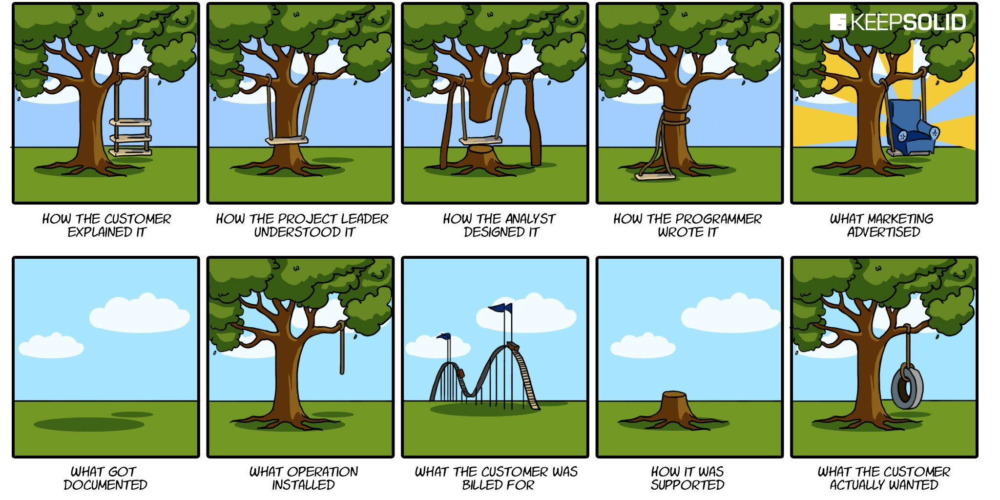 KEEPSOLID
HOW THE CUSTOMER
EXPLAINED IT
HOW THE PROJECT LEADER
UNDERSTOOD IT
HOW THE ANALYST
DESIGNED IT
HOW THE PROGRAMMER
WROTE IT
WHAT MARKETING
ADVERTISED
WHAT GOT
DOCUMENTED
WHAT OPERATION
INSTALLED
WHAT THE CUSTOMER WAS
BILLED FOR
HOW IT WAS
SUPPORTED
WHAT THE CUSTOMER
ACTUALLY WANTED